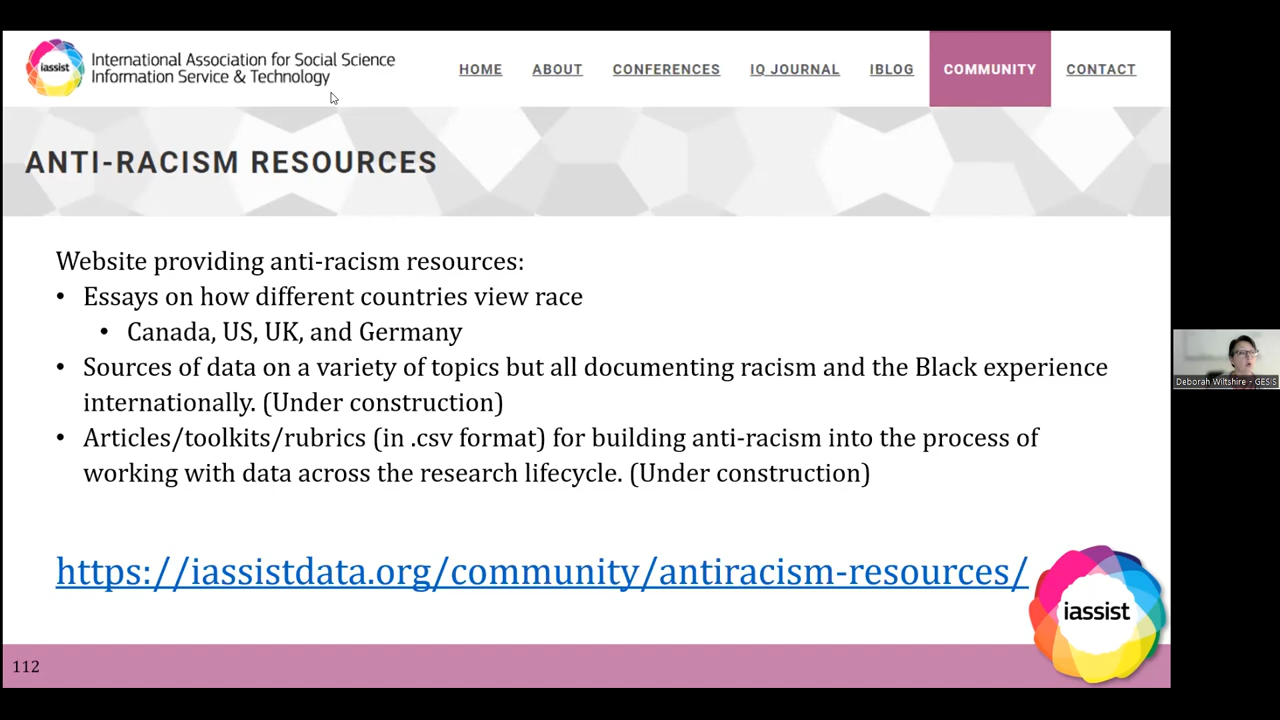 iassist
International Association for Social Science
Information Service & Technology
HOME ABOUT CONFERENCES IQ JOURNAL IBLOG COMMUNITY CONTACT
ANTI-RACISM RESOURCES
Website providing anti-racism resources:
• Essays on how different countries view race
• Canada, US, UK, and Germany
• Sources of data on a variety of topics but all documenting racism and the Black experience
internationally. (Under construction)
Deborah Wiltshire - GESIS
• Articles/toolkits/rubrics (in .csv format) for building anti-racism into the process of
working with data across the research lifecycle. (Under construction)
https://iassistdata.org/community/antiracism-resources/
iassist
112